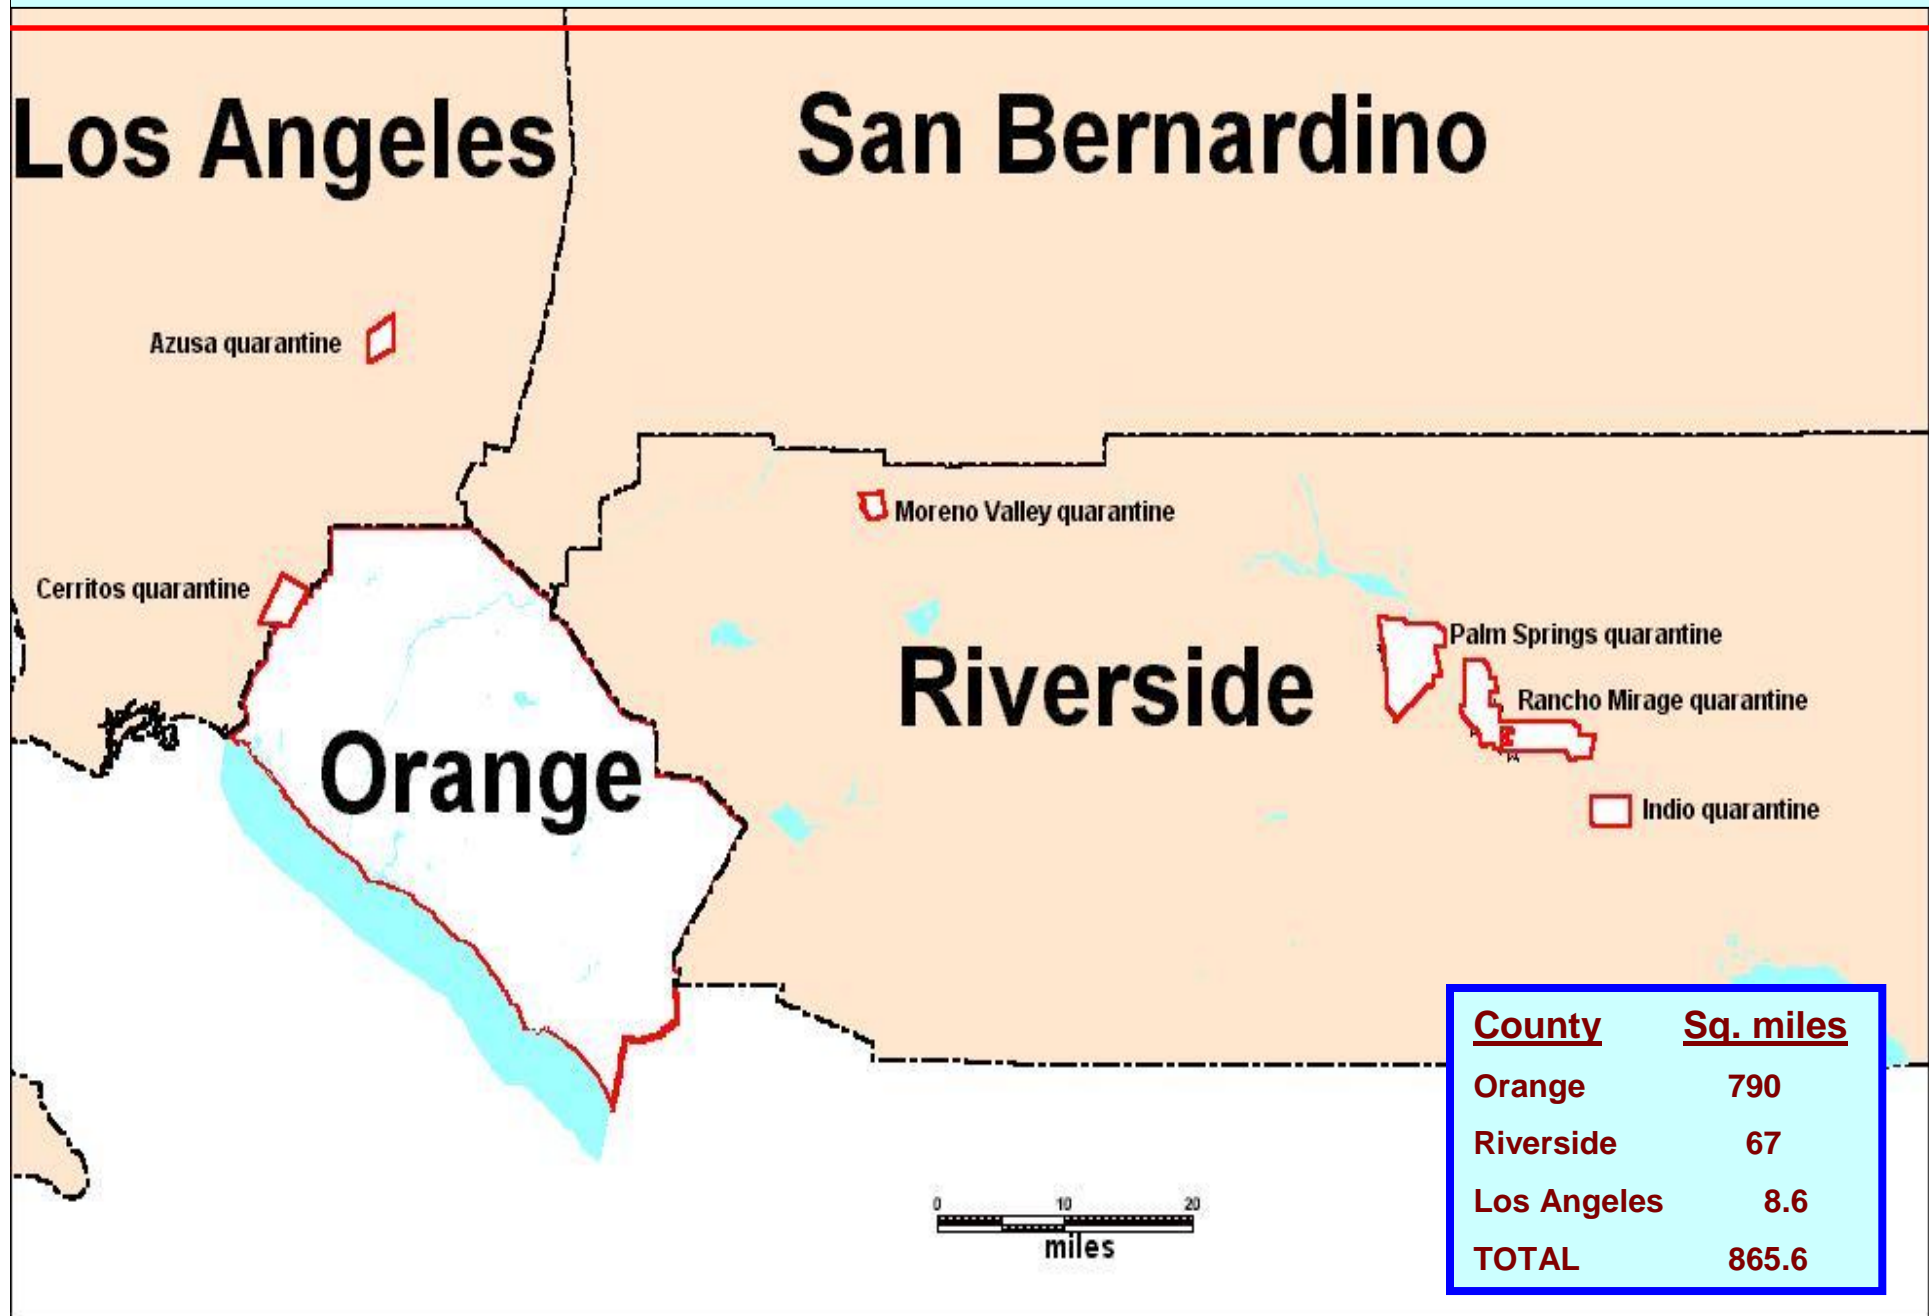 Los Angeles
San Bernardino
Azusa quarantine
Moreno Valley quarantine
Cerritos quarantine
Palm Springs quarantine
Riverside
Rancho Mirage quarantine
Orange
Indio quarantine
0 10 20
miles
County Sq. miles
Orange 790
Riverside 67
Los Angeles 8.6
TOTAL 865.6